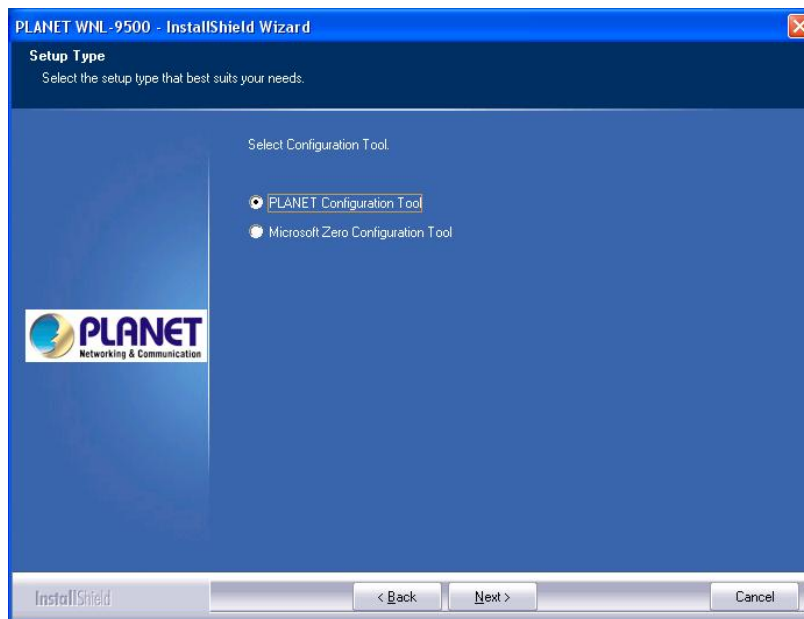 PLANET WNL-9500 - InstallShield Wizard
Setup Type
Select the setup type that best suits your needs.
Select Configuration Tool.
PLANET Configuration Tool
Microsoft Zero Configuration Tool
PLANET
Networking & Communication
InstallShield
< Back
Next >
Cancel